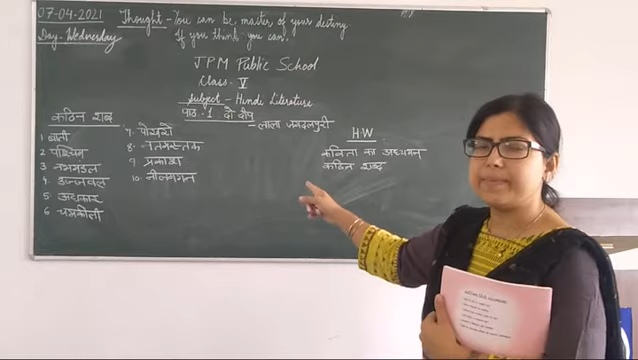 07-04-2021
Day- Wednesday
Thought - You can be master of your destiny
If you think you can.
JPM Public School
Class - V
Subject - Hindi Literature
पाठ - 1 दो दीप
- लाला जगदलपुरी
कठिन शब्द
1 बाती
2 पश्चिम
3 नभमंडल
4 उज्जवल
5. अंधकार
6 चमकीली
7. पोखरों
8. नतमस्तक
9 प्रकाश
10. नीलगगन
H.W
कविता का अध्ययन
कठिन शब्द